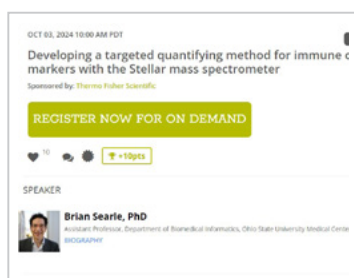 OCT 03, 2024 10:00 AM PDT
Developing a targeted quantifying method for immune
markers with the Stellar mass spectrometer
Sponsored by: Thermo Fisher Scientific
REGISTER NOW FOR ON DEMAND
10
+10pts
SPEAKER
Brian Searle, PhD
Assistant Professor, Department of Biomedical Informatics, Ohio State University Medical Center
BIOGRAPHY